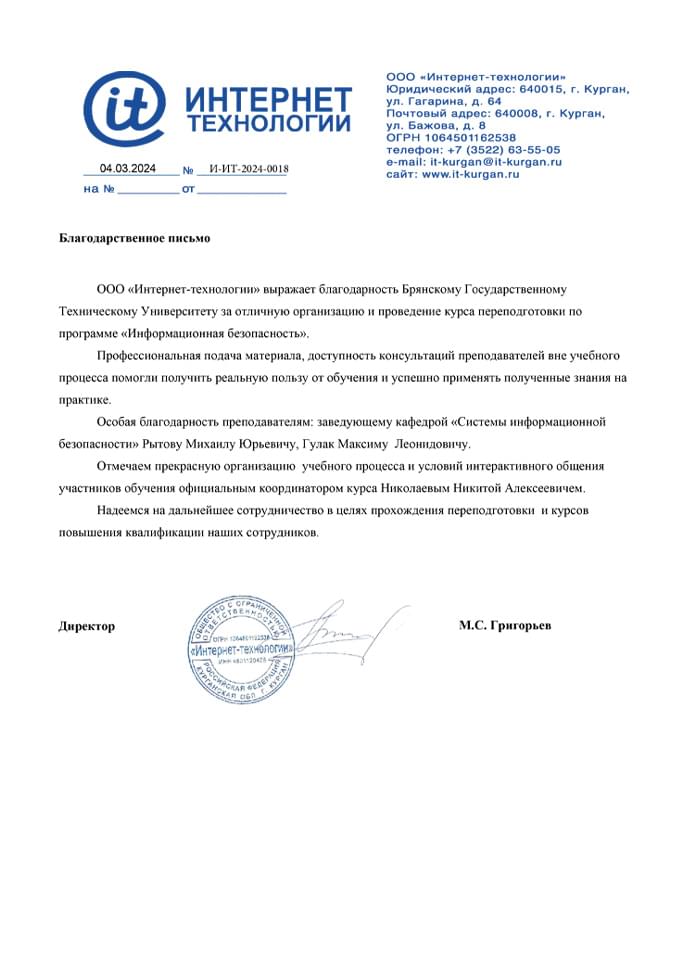 it ИНТЕРНЕТ
ТЕХНОЛОГИИ
ООО «Интернет-технологии»
Юридический адрес: 640015, г. Курган,
ул. Гагарина, д. 64
Почтовый адрес: 640008, г. Курган,
ул. Бажова, д. 8
ОГРН 1064501162538
телефон: +7 (3522) 63-55-05
e-mail: it-kurgan@it-kurgan.ru
сайт: www.it-kurgan.ru
04.03.2024 № И-ИТ-2024-0018
на № от
Благодарственное письмо
ООО «Интернет-технологии» выражает благодарность Брянскому Государственному
Техническому Университету за отличную организацию и проведение курса переподготовки по
программе «Информационная безопасность».
Профессиональная подача материала, доступность консультаций преподавателей вне учебного
процесса помогли получить реальную пользу от обучения и успешно применять полученные знания на
практике.
Особая благодарность преподавателям: заведующему кафедрой «Системы информационной
безопасности» Рытову Михаилу Юрьевичу, Гулак Максиму Леонидовичу.
Отмечаем прекрасную организацию учебного процесса и условий интерактивного общения
участников обучения официальным координатором курса Николаевым Никитой Алексеевичем.
Надеемся на дальнейшее сотрудничество в целях прохождения переподготовки и курсов
повышения квалификации наших сотрудников.
Директор
ОБЩЕСТВО С ОГРАНИЧЕННОЙ
ОТВЕТСТВЕННОСТЬЮ
ОГРН 1064501162538
«Интернет-технологии»
ИНН
РОССИЙСКАЯ ФЕДЕРАЦИЯ
КУРГАНСКАЯ ОБЛ. Г. КУРГАН
М.С. Григорьев